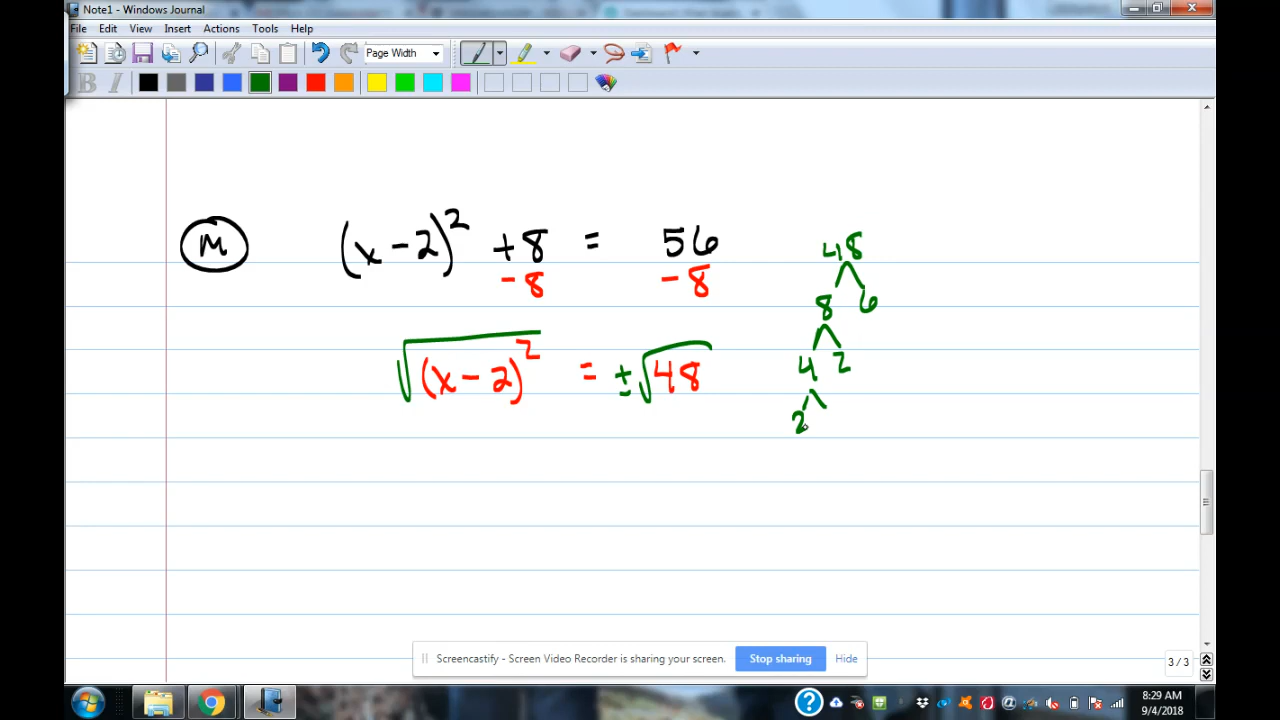 Note1 - Windows Journal
File Edit View Insert Actions Tools Help
Page Width
B I
M (x-2)² +8 = 56
-8 -8
√(x-2)² = ±√48
48
8 6
4 2
2
Screencastify - Screen Video Recorder is sharing your screen. Stop sharing Hide
3 / 3
8:29 AM
9/4/2018